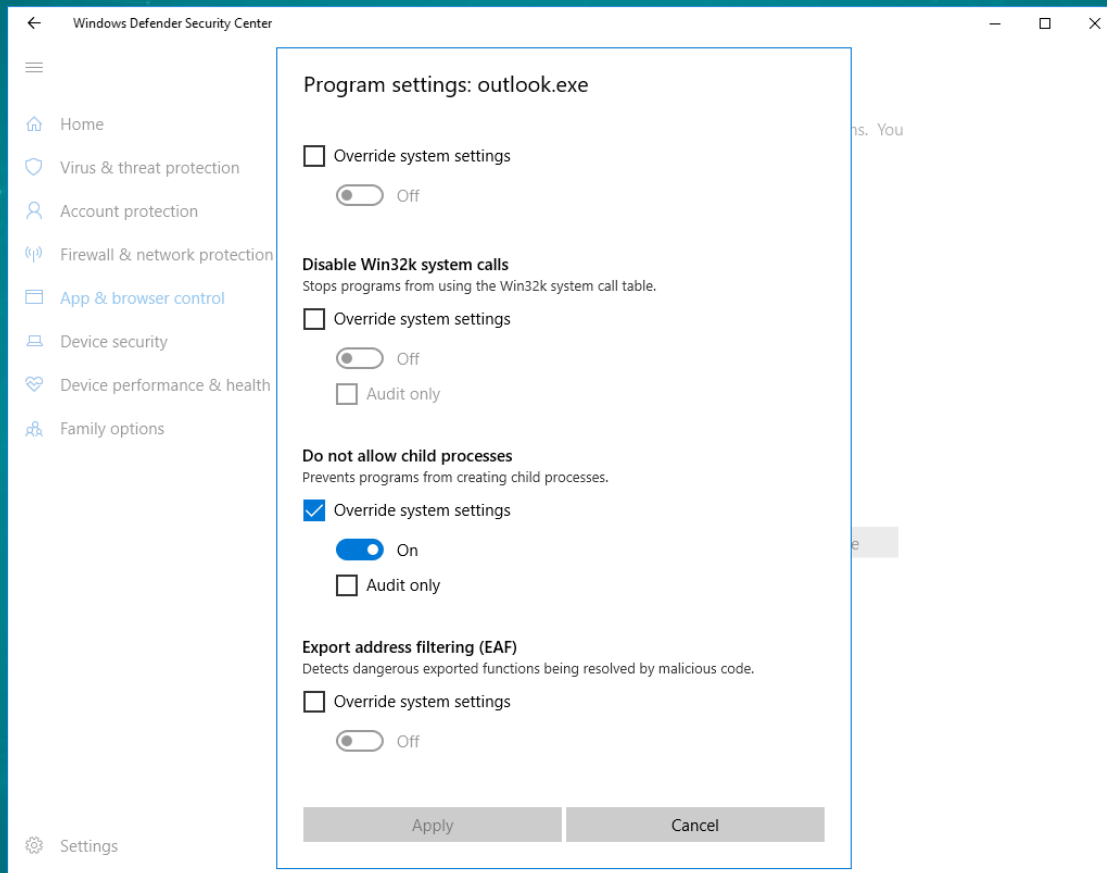 Windows Defender Security Center
Home
Virus & threat protection
Account protection
Firewall & network protection
App & browser control
Device security
Device performance & health
Family options
Settings
Program settings: outlook.exe
Override system settings
Off
Disable Win32k system calls
Stops programs from using the Win32k system call table.
Override system settings
Off
Audit only
Do not allow child processes
Prevents programs from creating child processes.
Override system settings
On
Audit only
Export address filtering (EAF)
Detects dangerous exported functions being resolved by malicious code.
Override system settings
Off
Apply
Cancel
You